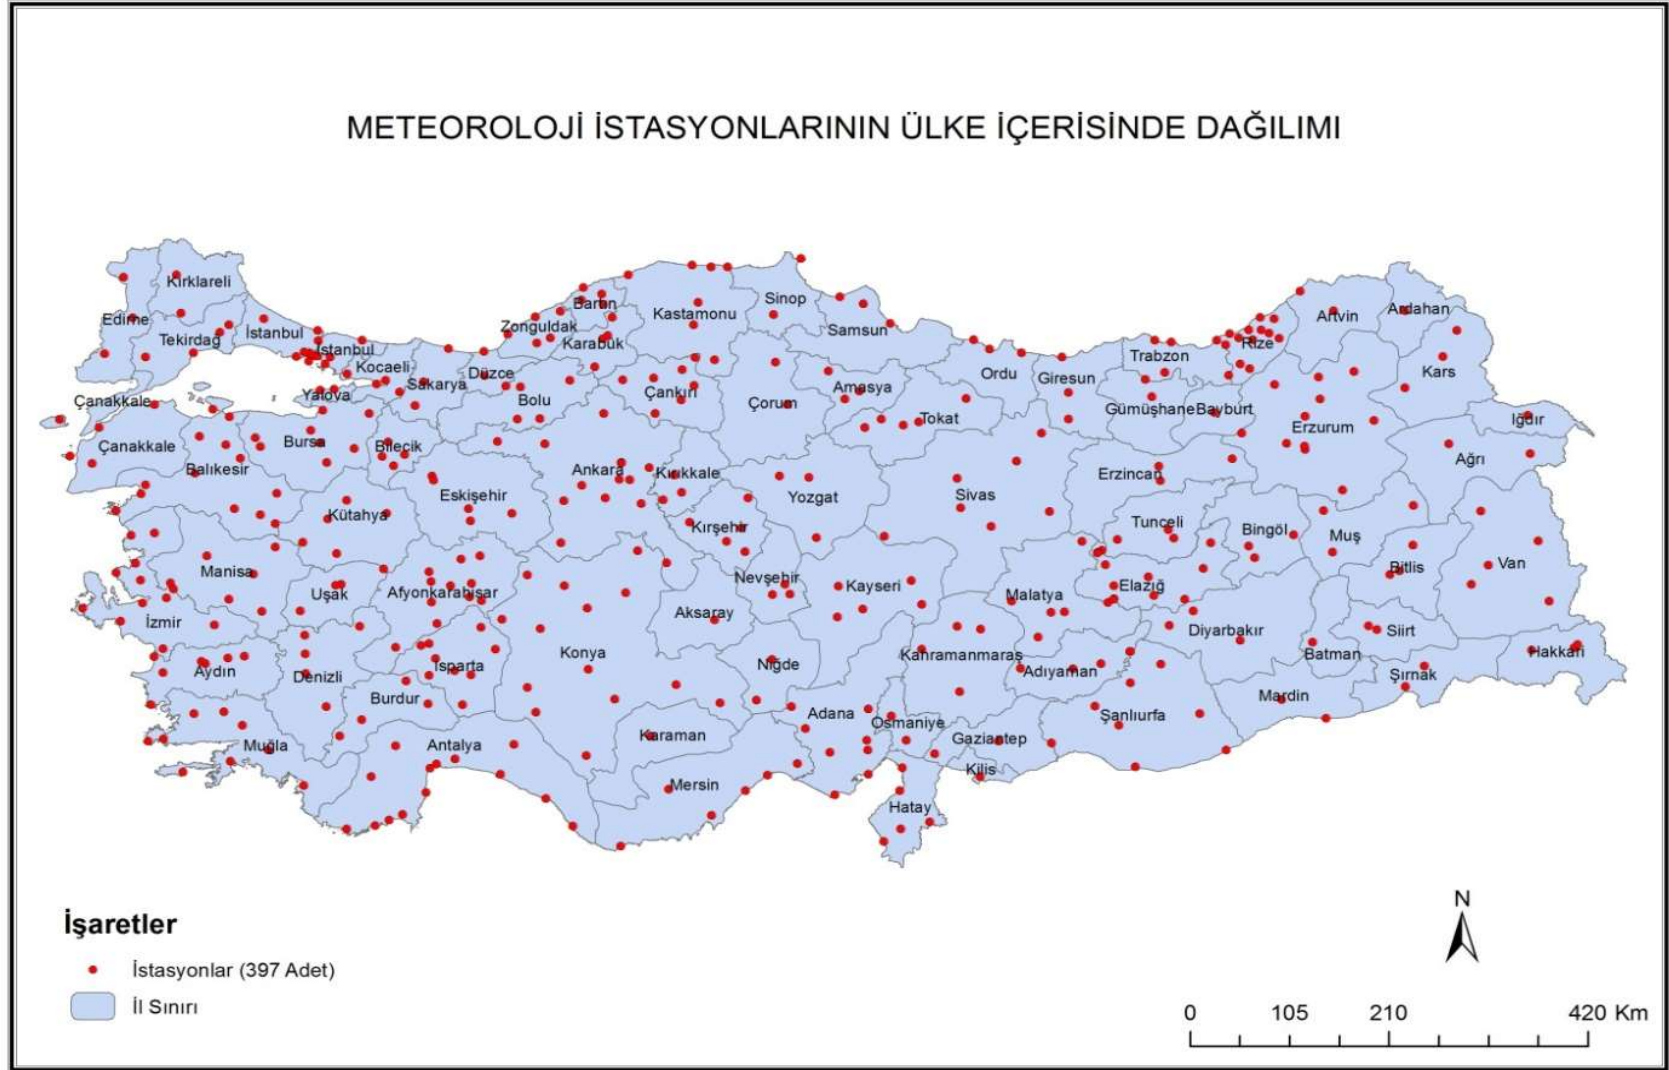 METEOROLOJİ İSTASYONLARININ ÜLKE İÇERİSİNDE DAĞILIMI
Kırklareli
Edirne
Tekirdağ
İstanbul
İstanbul
Kocaeli
Yalova
Sakarya
Düzce
Zonguldak
Bartın
Karabük
Kastamonu
Sinop
Samsun
Bolu
Çankırı
Çorum
Amasya
Tokat
Ordu
Giresun
Trabzon
Gümüşhane
Bayburt
Rize
Artvin
Ardahan
Kars
Iğdır
Ağrı
Erzurum
Erzincan
Çanakkale
Çanakkale
Balıkesir
Bursa
Bilecik
Eskişehir
Kütahya
Ankara
Kırıkkale
Kırşehir
Yozgat
Sivas
Tunceli
Bingöl
Muş
Bitlis
Van
Manisa
Uşak
Afyonkarahisar
İzmir
Aydın
Denizli
Isparta
Burdur
Muğla
Antalya
Konya
Aksaray
Nevşehir
Kayseri
Niğde
Karaman
Mersin
Adana
Osmaniye
Hatay
Kahramanmaraş
Malatya
Elazığ
Adıyaman
Gaziantep
Kilis
Şanlıurfa
Diyarbakır
Mardin
Batman
Siirt
Şırnak
Hakkari
İşaretler
İstasyonlar (397 Adet)
İl Sınırı
N
0 105 210 420 Km